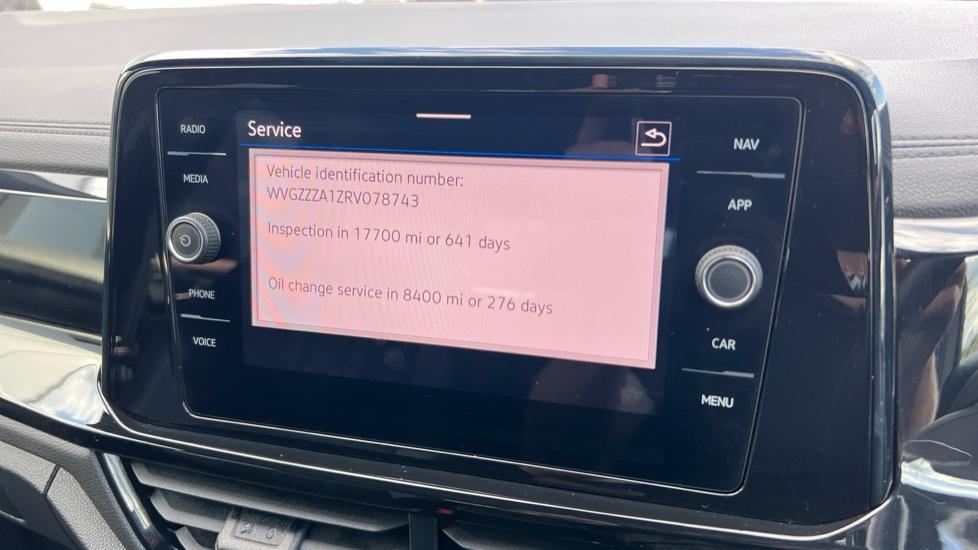 RADIO
MEDIA
PHONE
VOICE
Service
Vehicle identification number:
WVGZZZA1ZRV078743
Inspection in 17700 mi or 641 days
Oil change service in 8400 mi or 276 days
NAV
APP
CAR
MENU